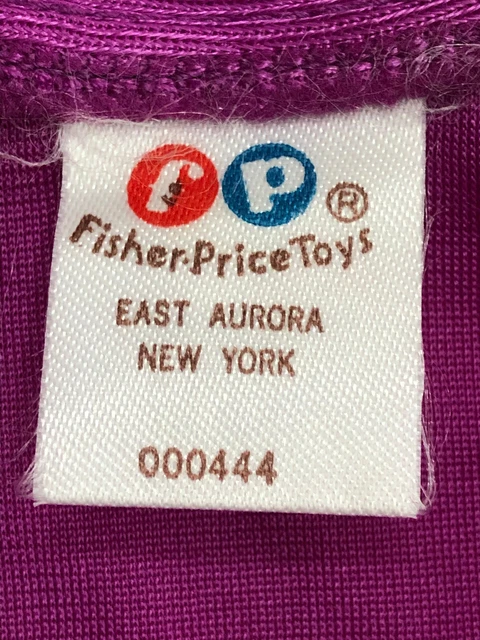 fp®
Fisher-Price Toys
EAST AURORA
NEW YORK
000444